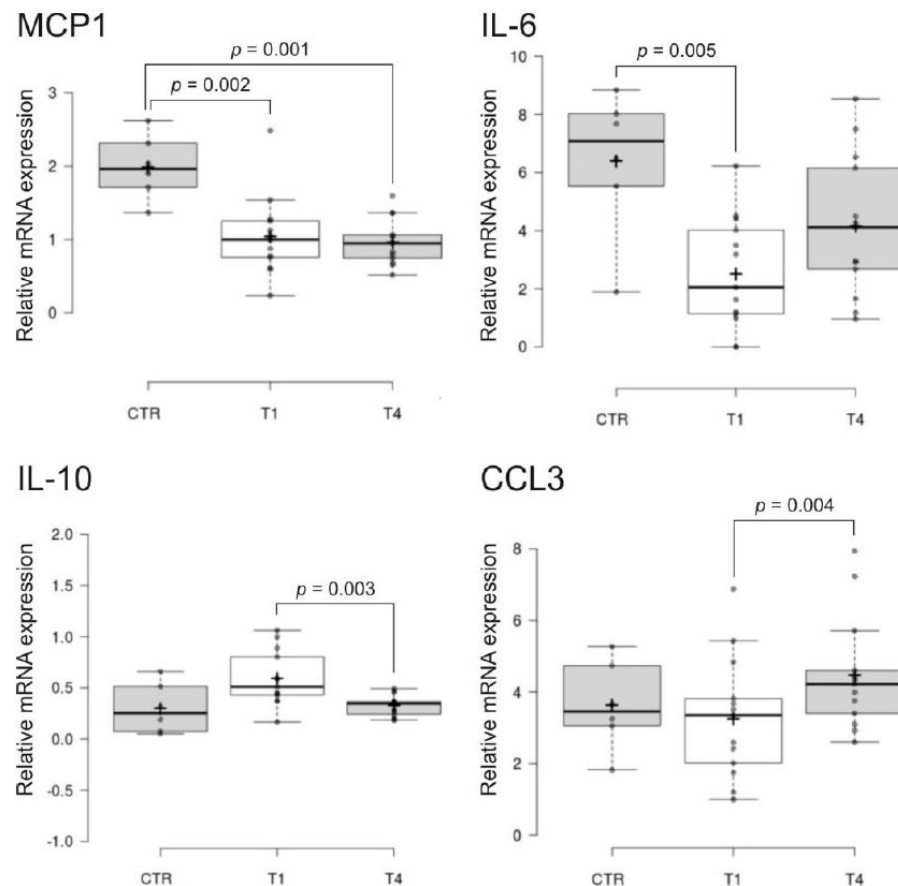 MCP1
p = 0.001
p = 0.002
Relative mRNA expression
3
2
1
0
CTR
T1
T4
IL-6
p = 0.005
Relative mRNA expression
10
8
6
4
2
0
CTR
T1
T4
IL-10
p = 0.003
Relative mRNA expression
2.0
1.5
1.0
0.5
0.0
-0.5
-1.0
CTR
T1
T4
CCL3
p = 0.004
Relative mRNA expression
8
6
4
2
0
CTR
T1
T4